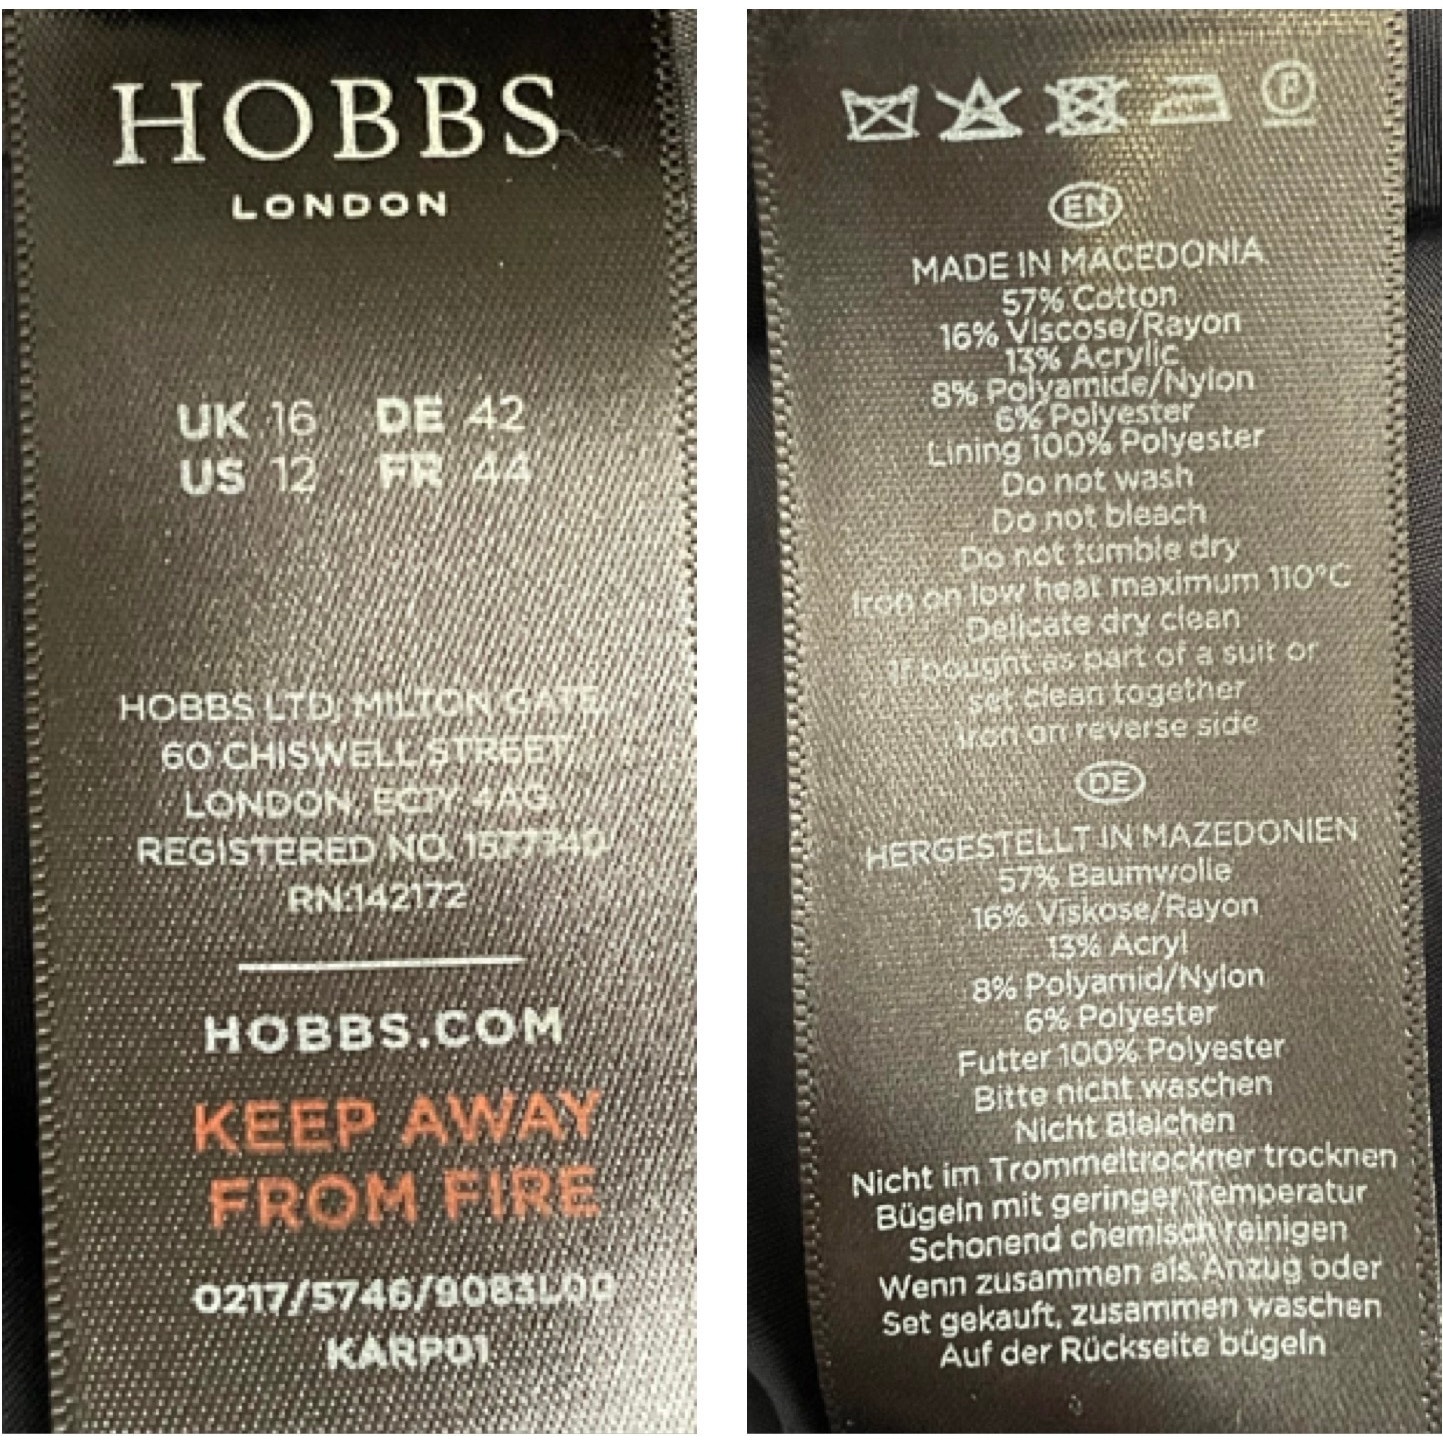 HOBBS
LONDON
UK 16 DE 42
US 12 FR 44
HOBBS LTD, MILTON GATE,
60 CHISWELL STREET
LONDON, EC1Y 4AG
REGISTERED NO. 1577740
RN:142172
HOBBS.COM
KEEP AWAY
FROM FIRE
0217/5746/9083L00
KARP01
P
EN
MADE IN MACEDONIA
57% Cotton
16% Viscose/Rayon
13% Acrylic
8% Polyamide/Nylon
6% Polyester
Lining 100% Polyester
Do not wash
Do not bleach
Do not tumble dry
Iron on low heat maximum 110°C
Delicate dry clean
If bought as part of a suit or
set clean together
Iron on reverse side
DE
HERGESTELLT IN MAZEDONIEN
57% Baumwolle
16% Viskose/Rayon
13% Acryl
8% Polyamid/Nylon
6% Polyester
Futter 100% Polyester
Bitte nicht waschen
Nicht Bleichen
Nicht im Trommeltrockner trocknen
Bügeln mit geringer Temperatur
Schonend chemisch reinigen
Wenn zusammen als Anzug oder
Set gekauft, zusammen waschen
Auf der Rückseite bügeln